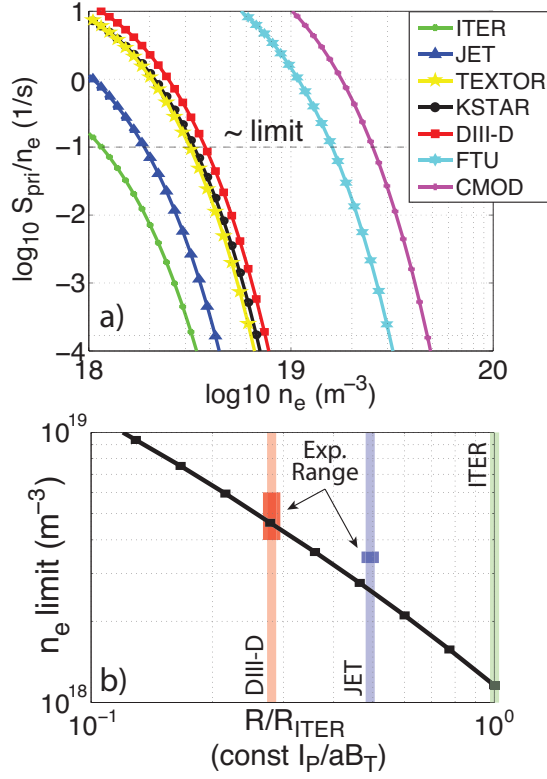 1
0
-1
-2
-3
-4
log10 Spri/ne (1/s)
~ limit
a)
18
19
20
log10 ne (m−3)
ITER
JET
TEXTOR
KSTAR
DIII-D
FTU
CMOD
10^19
10^18
ne limit (m−3)
Exp.
Range
DIII-D
JET
ITER
b)
10^-1
10^0
R/RITER
(const IP/aBT)